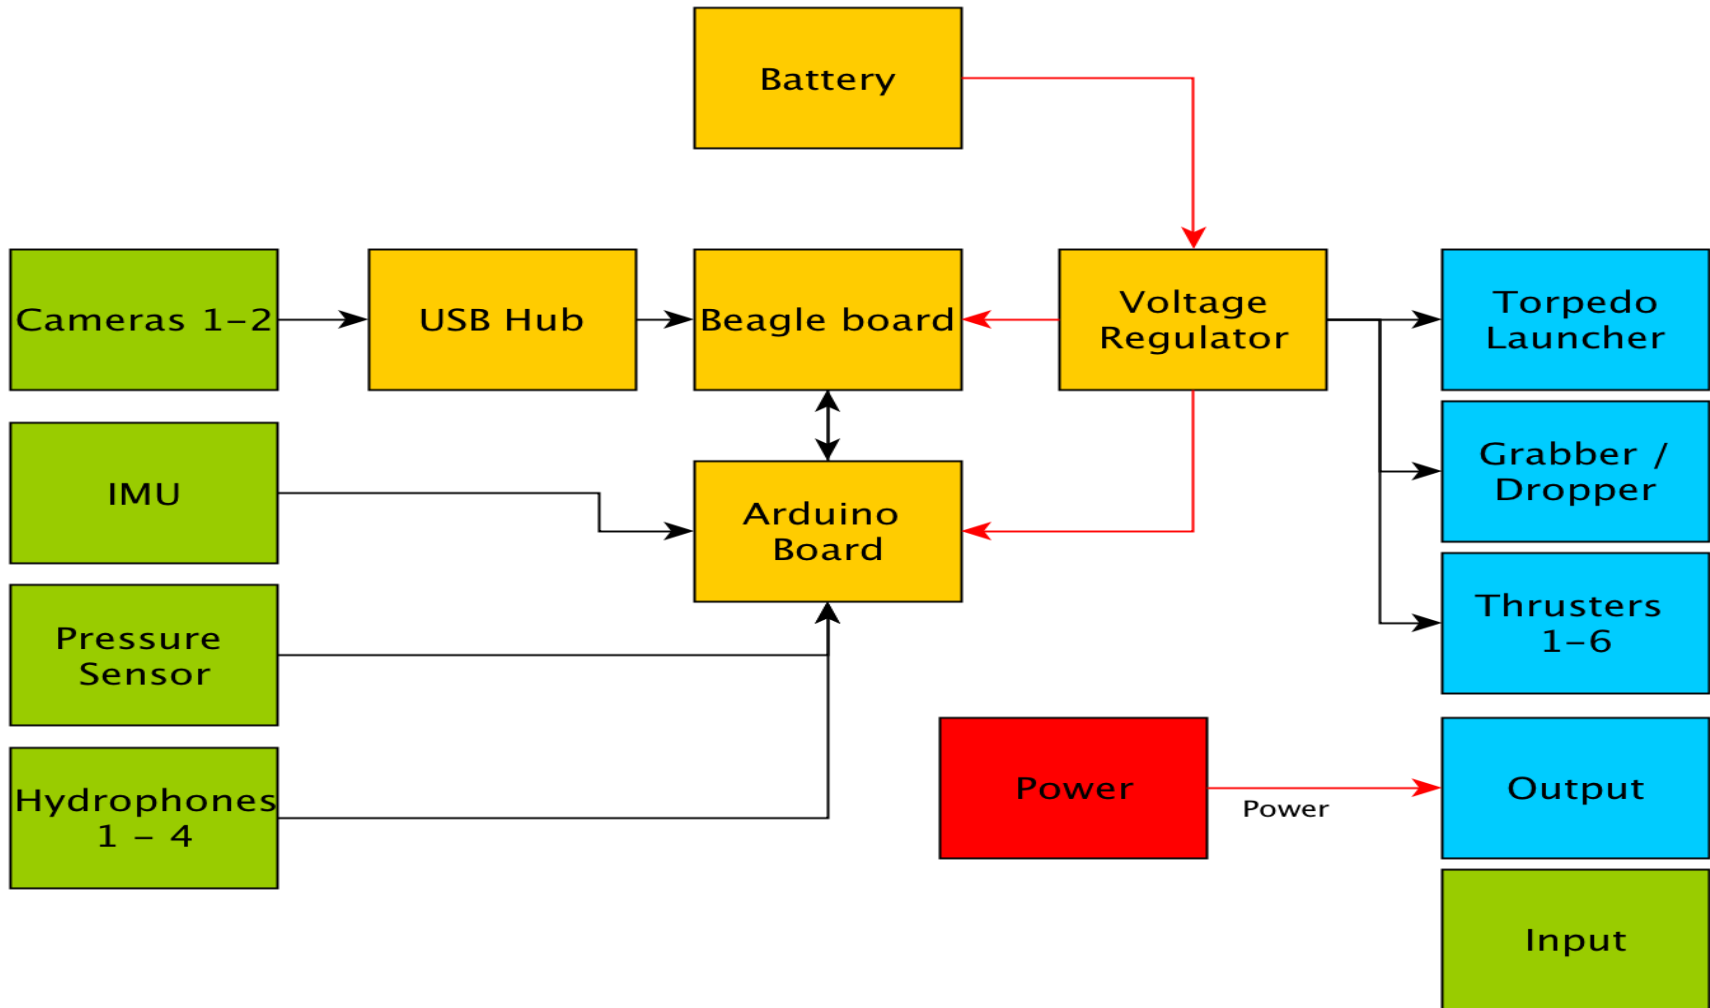 Battery
Cameras 1-2
USB Hub
Beagle board
Voltage
Regulator
Torpedo
Launcher
IMU
Arduino
Board
Grabber /
Dropper
Pressure
Sensor
Thrusters
1-6
Hydrophones
1 - 4
Power
Power
Output
Input